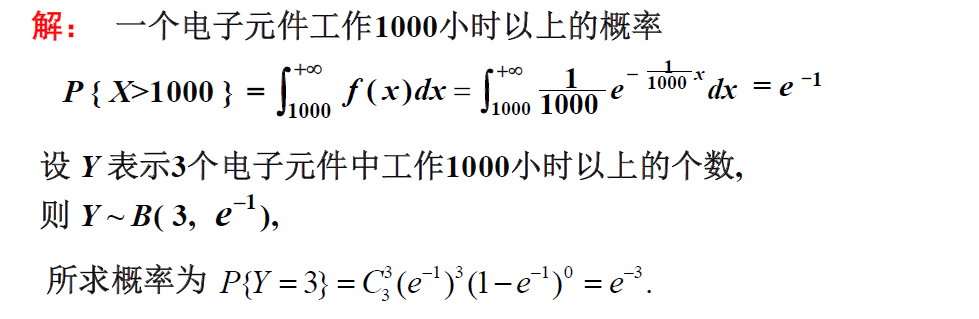 解： 一个电子元件工作1000小时以上的概率
P { X>1000 } = ∫₁₀₀₀^{+∞} f (x)dx = ∫₁₀₀₀^{+∞} \frac{1}{1000} e^{-\frac{1}{1000}x} dx = e^{-1}
设 Y 表示3个电子元件中工作1000小时以上的个数,
则 Y ~ B( 3, e^{-1}),
所求概率为 P{Y = 3} = C_3^3 (e^{-1})^3 (1-e^{-1})^0 = e^{-3}.